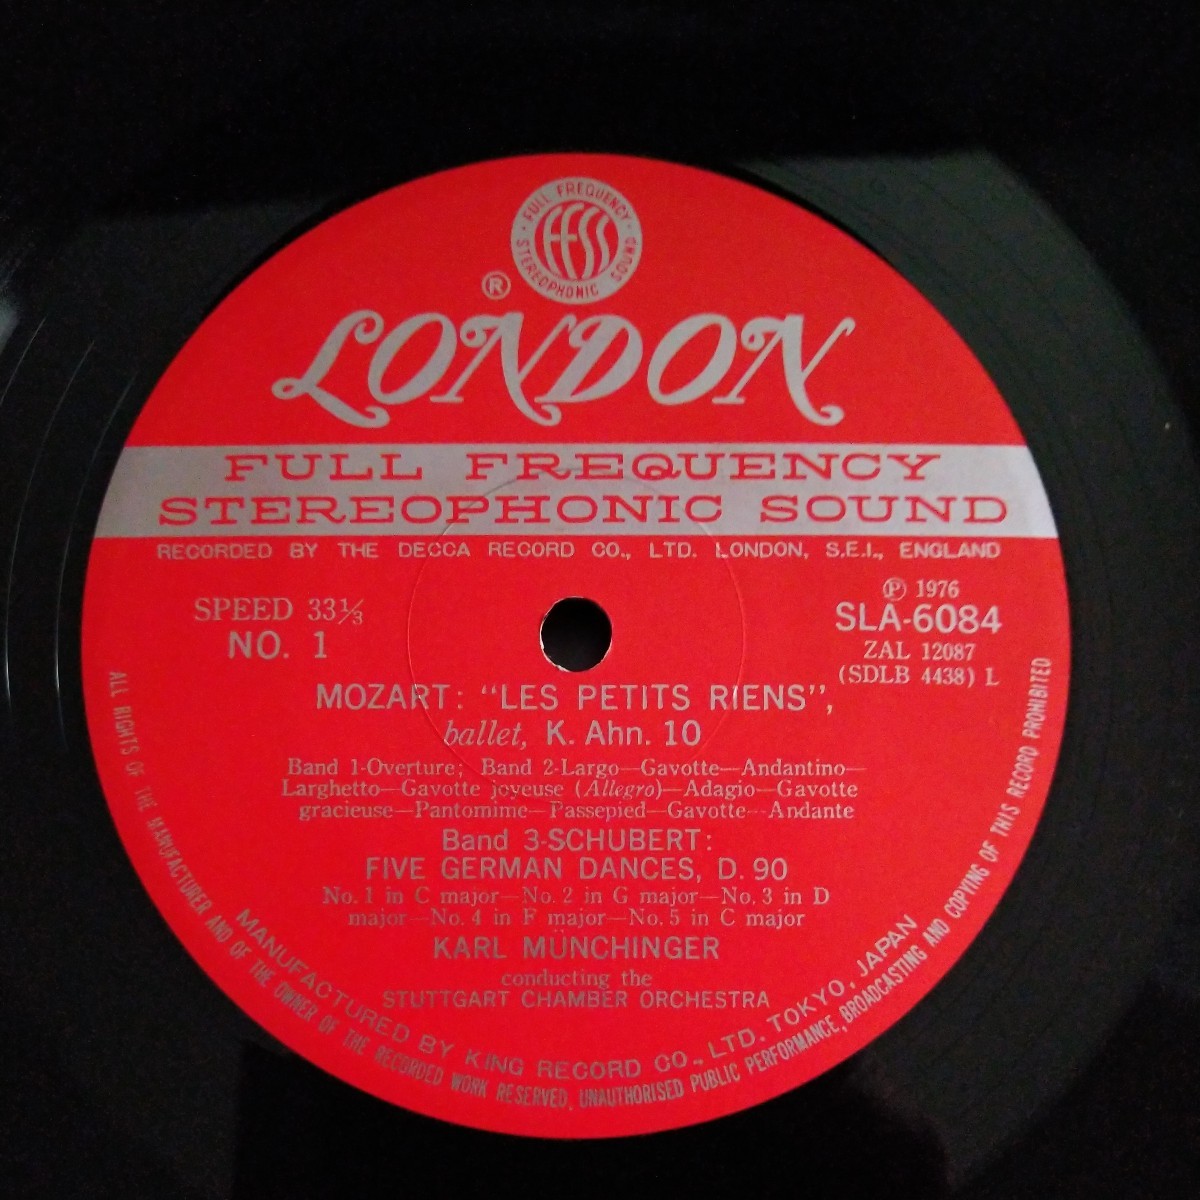 FULL FREQUENCY
FFSS
STEREOPHONIC SOUND
®
LONDON
FULL FREQUENCY
STEREOPHONIC SOUND
RECORDED BY THE DECCA RECORD CO., LTD. LONDON, S.E.I., ENGLAND
℗ 1976
SPEED 33⅓
SLA-6084
NO. 1
ZAL 12087
(SDLB 4438) L
MOZART: "LES PETITS RIENS",
ballet, K. Ahn. 10
Band 1-Overture; Band 2-Largo—Gavotte—Andantino—
Larghetto—Gavotte joyeuse (Allegro)—Adagio—Gavotte
gracieuse—Pantomime—Passepied—Gavotte—Andante
Band 3-SCHUBERT:
FIVE GERMAN DANCES, D. 90
No. 1 in C major—No. 2 in G major—No. 3 in D
major—No. 4 in F major—No. 5 in C major
KARL MÜNCHINGER
conducting the
STUTTGART CHAMBER ORCHESTRA
MANUFACTURED BY KING RECORD CO., LTD. TOKYO, JAPAN
ALL RIGHTS OF THE MANUFACTURER AND OF THE OWNER OF THE RECORDED WORK RESERVED, UNAUTHORISED PUBLIC PERFORMANCE, BROADCASTING AND COPYING OF THIS RECORD PROHIBITED